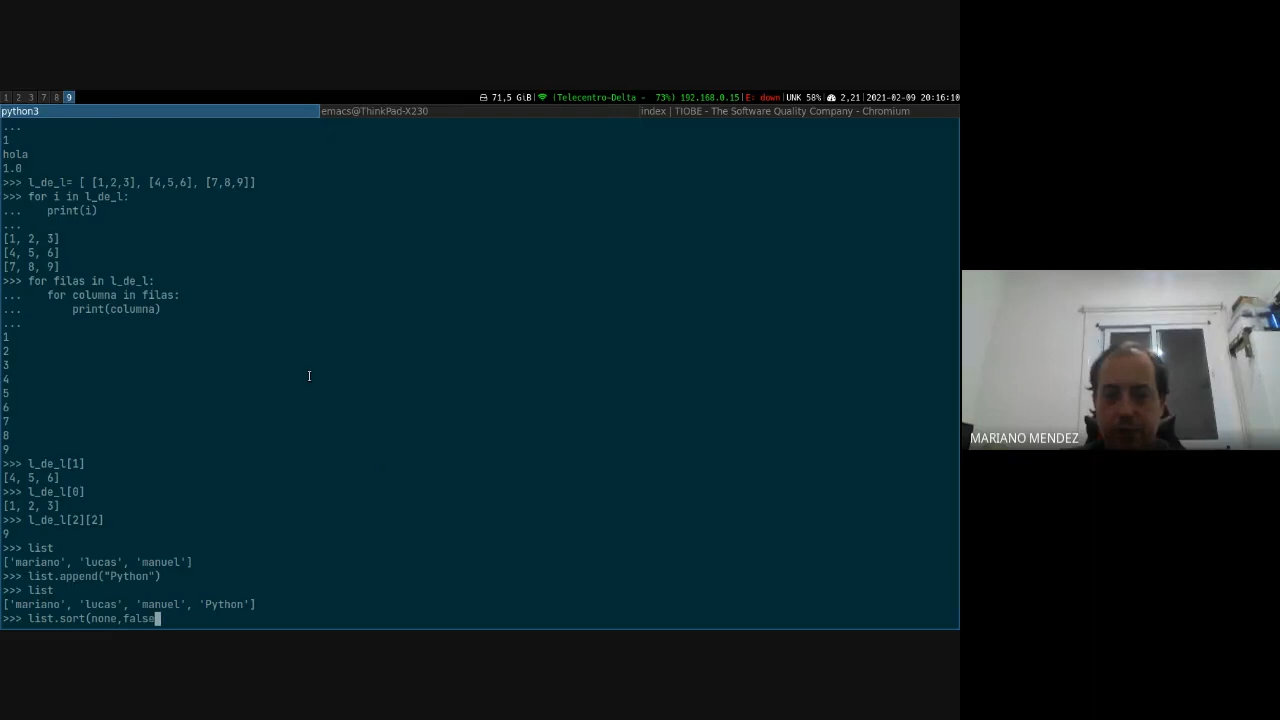 1 2 3 7 8 9 71,5 GiB| (Telecentro-Delta - 73%) 192.168.0.15|E: down|UNK 58%| 2,21|2021-02-09 20:16:10
python3 emacs@ThinkPad-X230 index | TIOBE - The Software Quality Company - Chromium
...
1
hola
1.0
>>> l_de_l= [ [1,2,3], [4,5,6], [7,8,9]]
>>> for i in l_de_l:
...    print(i)
...
[1, 2, 3]
[4, 5, 6]
[7, 8, 9]
>>> for filas in l_de_l:
...    for columna in filas:
...        print(columna)
...
1
2
3
4
5
6
7
8
9
>>> l_de_l[1]
[4, 5, 6]
>>> l_de_l[0]
[1, 2, 3]
>>> l_de_l[2][2]
9
>>> list
['mariano', 'lucas', 'manuel']
>>> list.append("Python")
>>> list
['mariano', 'lucas', 'manuel', 'Python']
>>> list.sort(none,false
MARIANO MENDEZ